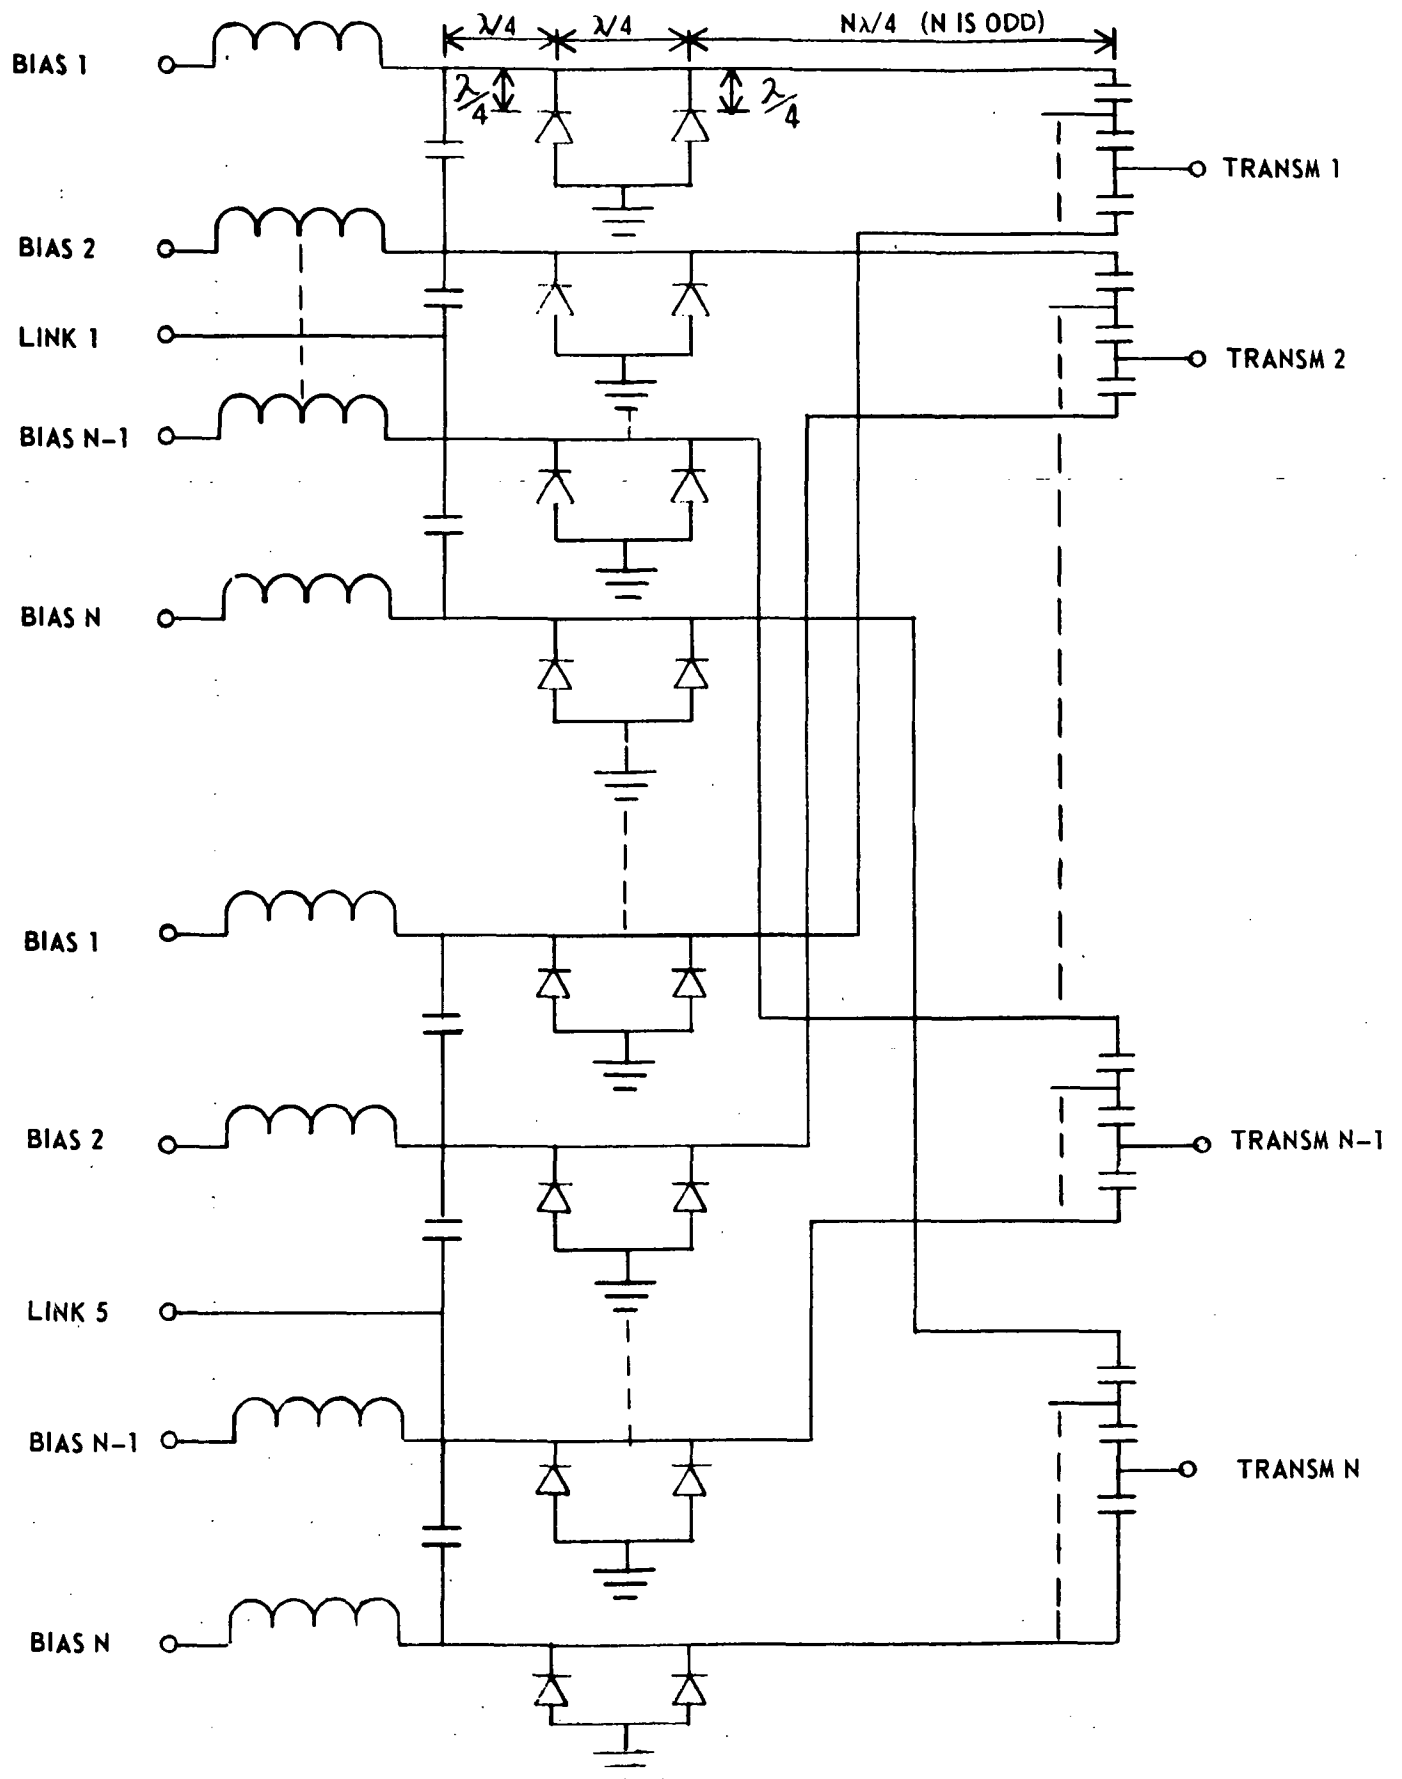 λ/4 λ/4 Nλ/4 (N IS ODD)
BIAS 1
λ/4 λ/4
TRANSM 1
BIAS 2
LINK 1
TRANSM 2
BIAS N-1
BIAS N
BIAS 1
BIAS 2
TRANSM N-1
LINK 5
BIAS N-1
TRANSM N
BIAS N